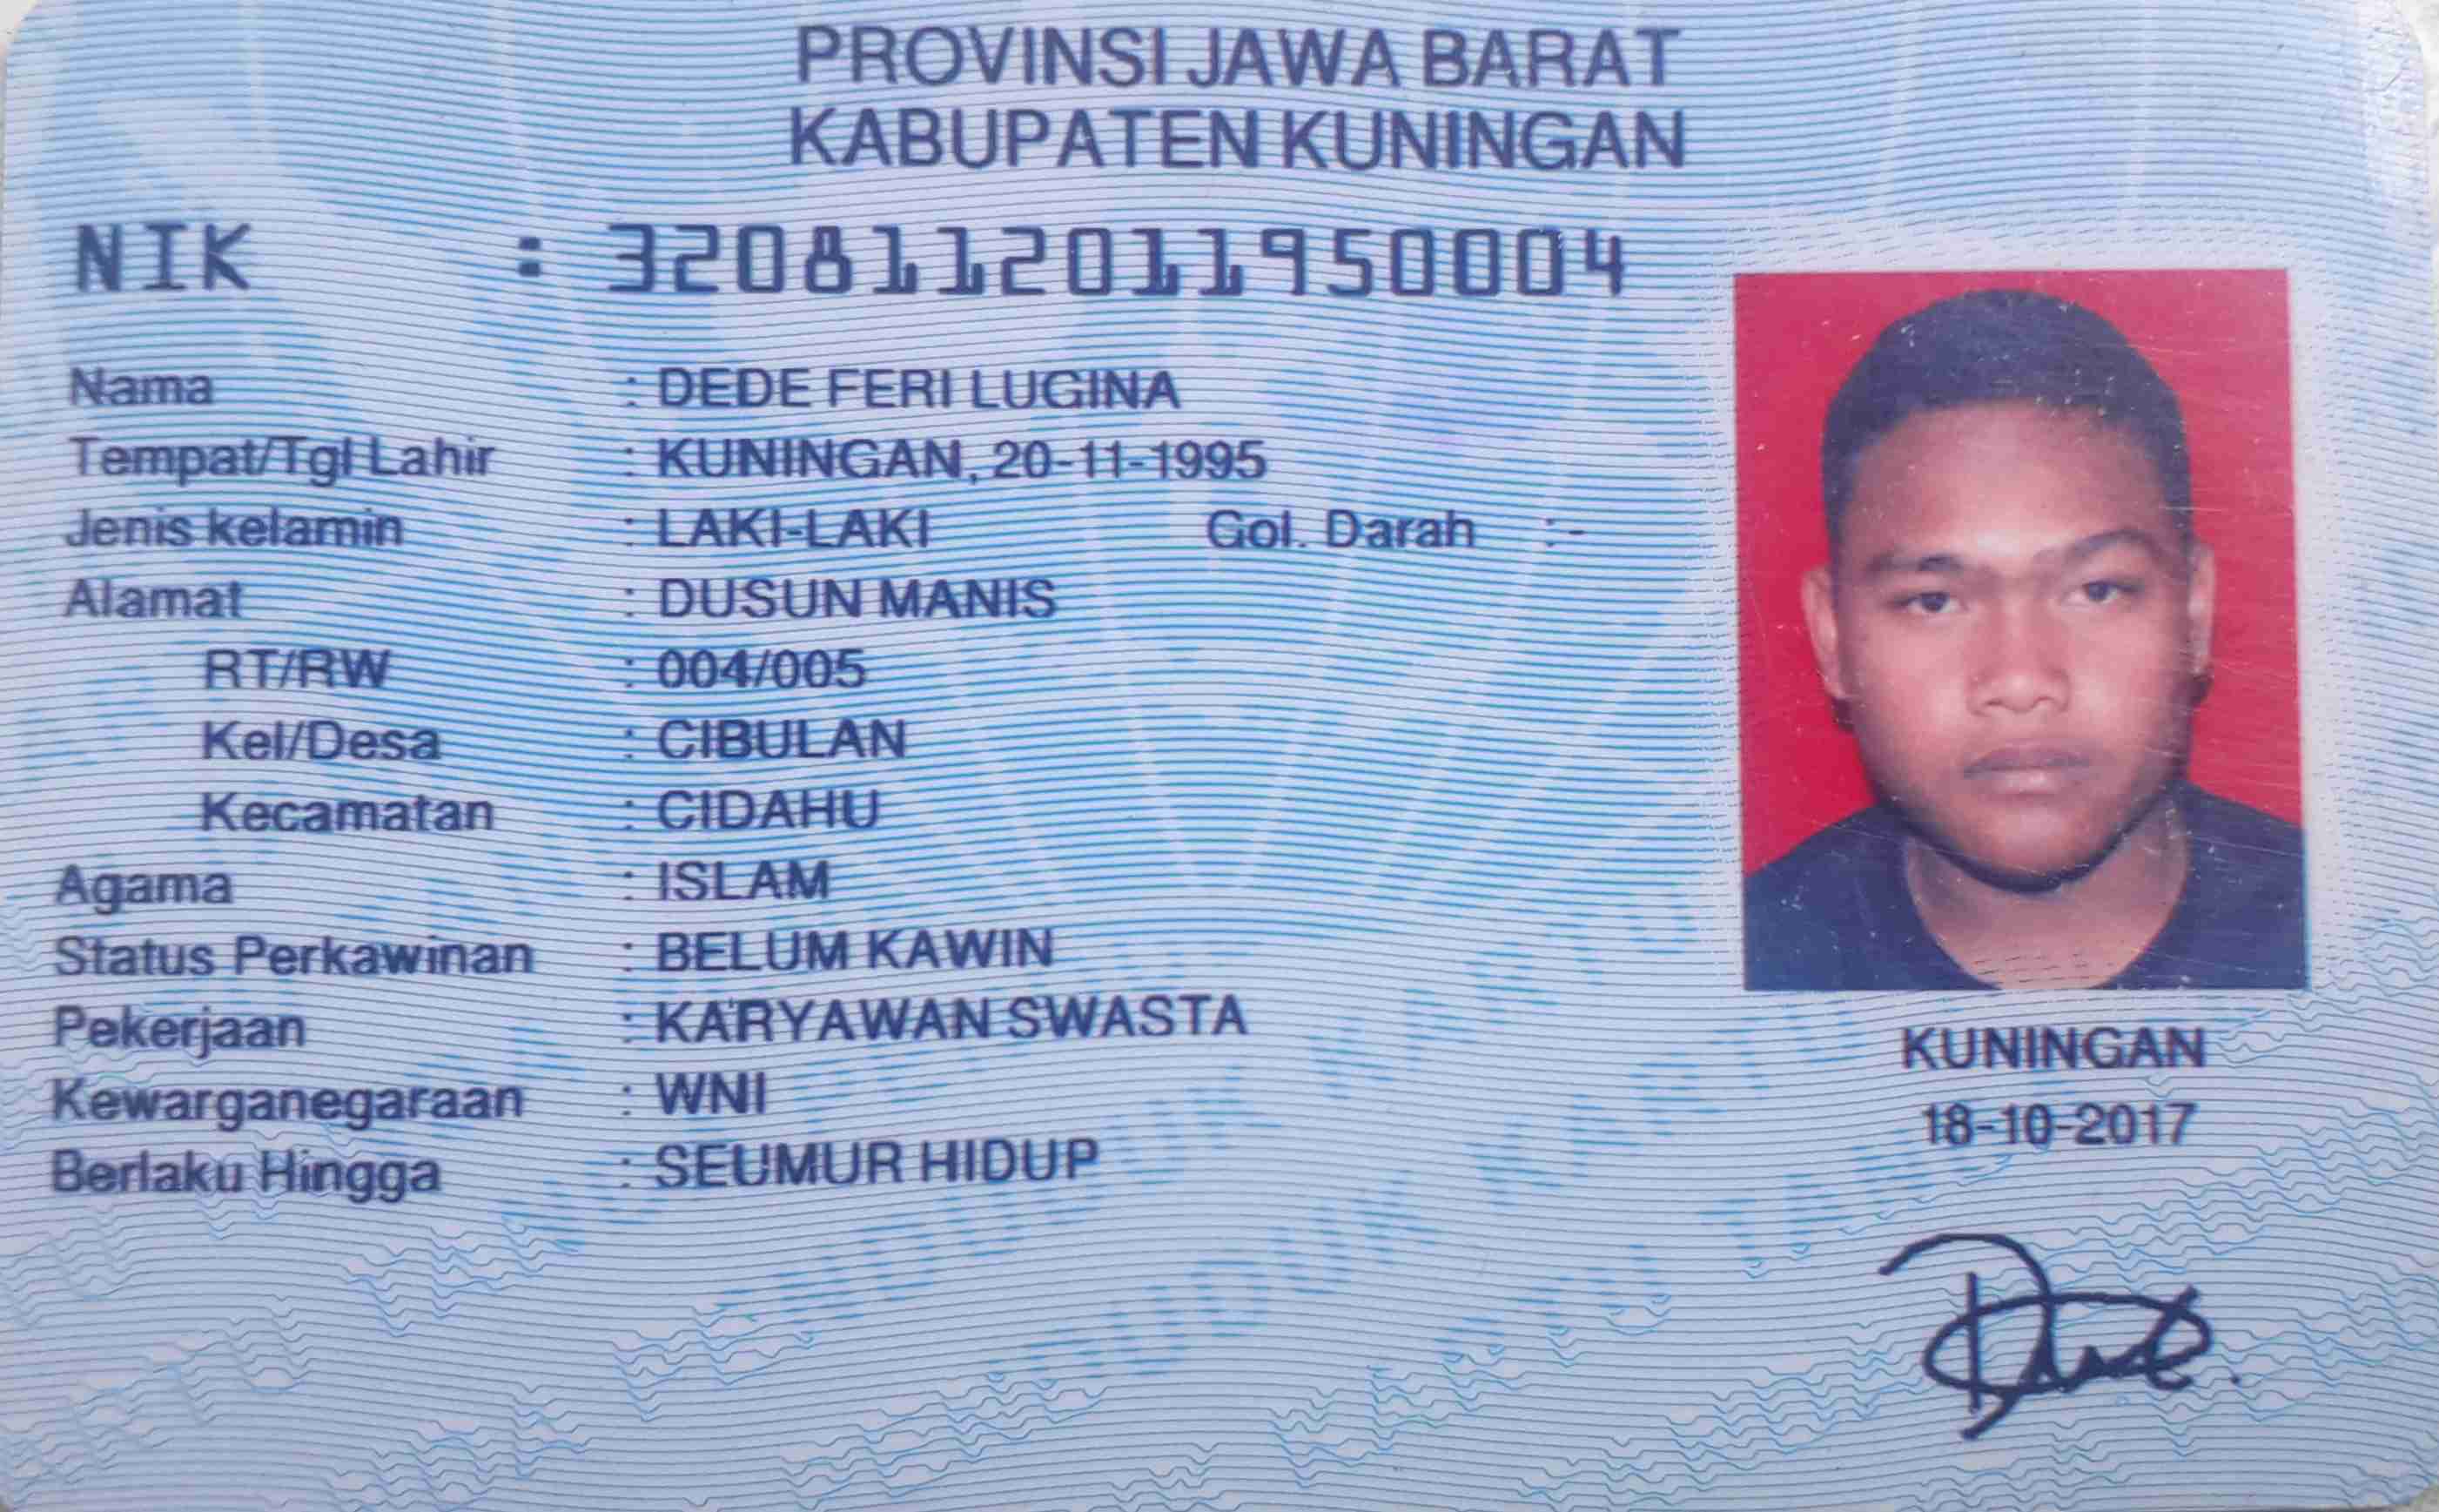 PROVINSI JAWA BARAT
KABUPATEN KUNINGAN
NIK : 3208112011950004
Nama : DEDE FERI LUGINA
Tempat/Tgl Lahir : KUNINGAN, 20-11-1995
Jenis kelamin : LAKI-LAKI Gol. Darah : -
Alamat : DUSUN MANIS
RT/RW : 004/005
Kel/Desa : CIBULAN
Kecamatan : CIDAHU
Agama : ISLAM
Status Perkawinan : BELUM KAWIN
Pekerjaan : KARYAWAN SWASTA
Kewarganegaraan : WNI
Berlaku Hingga : SEUMUR HIDUP
KUNINGAN
18-10-2017